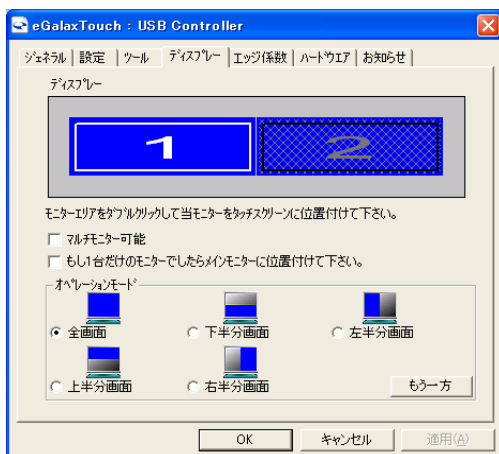 eGalaxTouch : USB Controller
ジェネラル 設定 ツール ディスプレー エッジ係数 ハードウエア お知らせ
ディスプレー
1 2
モニターエリアをダブルクリックして当モニターをタッチスクリーンに位置付けて下さい。
マルチモニター可能
もし1台だけのモニターでしたらメインモニターに位置付けて下さい。
オペレーションモード
全画面 下半分画面 左半分画面
上半分画面 右半分画面 もう一方
OK キャンセル 適用(A)